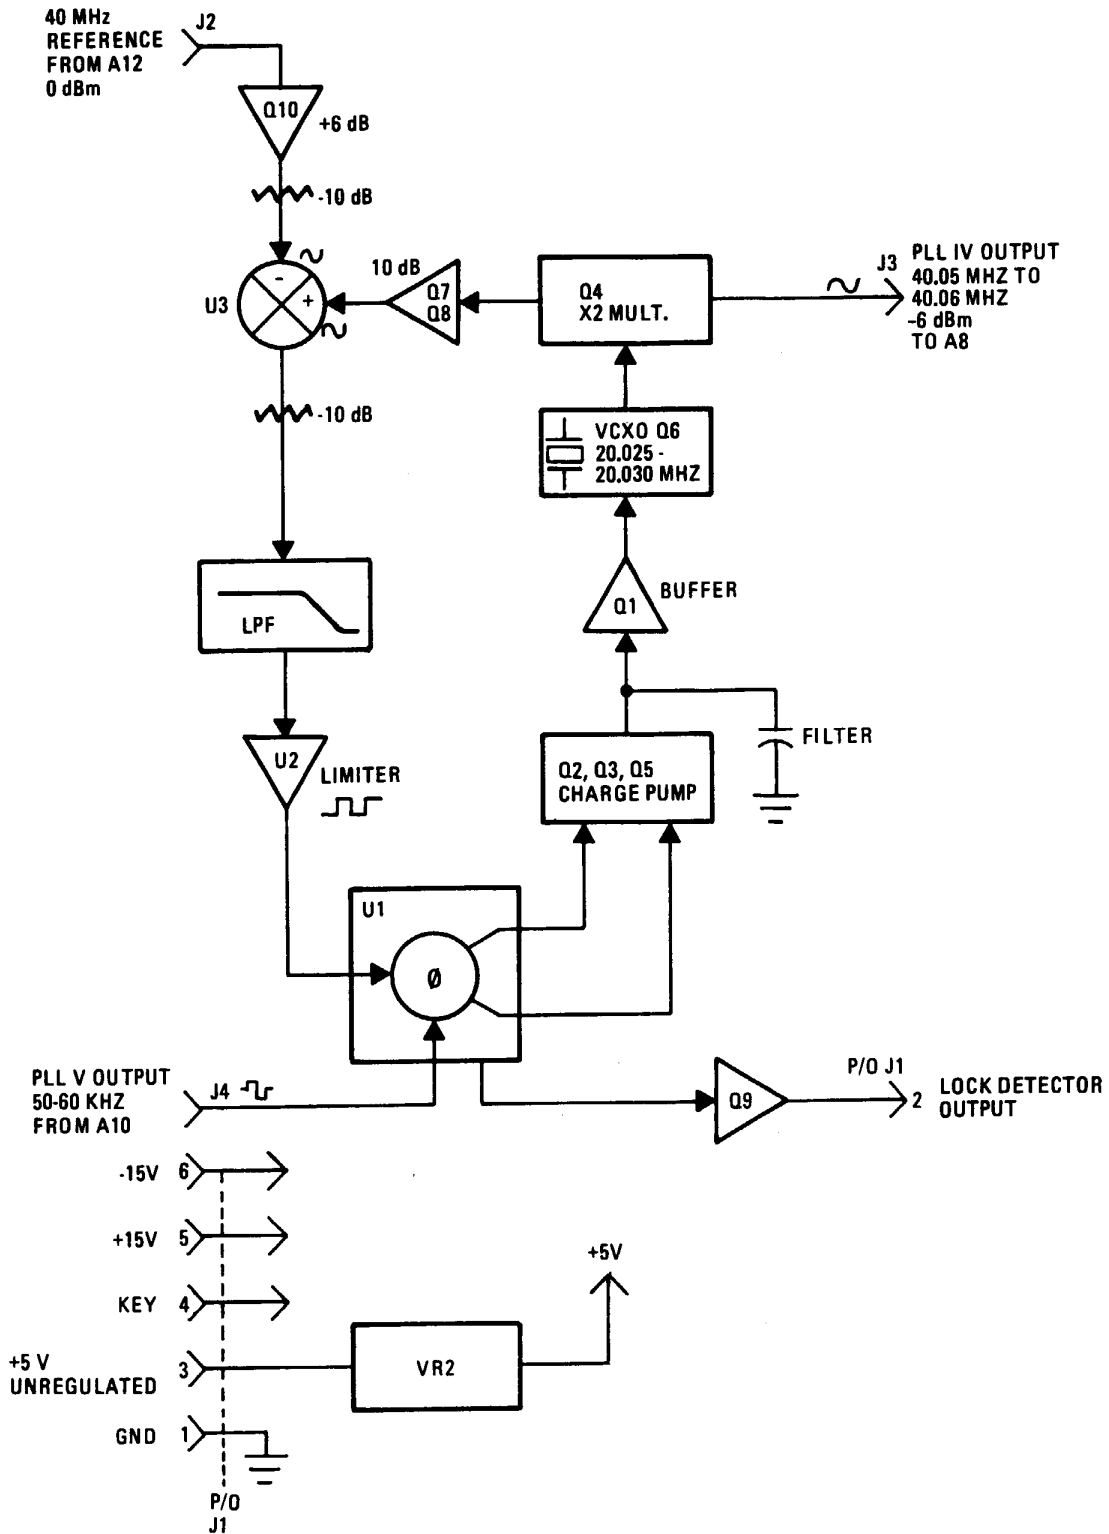 40 MHz
REFERENCE
FROM A12
0 dBm
J2
Q10
+6 dB
-10 dB
U3
-
+
10 dB
Q7
Q8
Q4
X2 MULT.
J3
PLL IV OUTPUT
40.05 MHZ TO
40.06 MHZ
-6 dBm
TO A8
-10 dB
VCXO Q6
20.025 -
20.030 MHZ
LPF
Q1
BUFFER
U2
LIMITER
Q2, Q3, Q5
CHARGE PUMP
FILTER
U1
Ø
PLL V OUTPUT
50-60 KHZ
FROM A10
J4
Q9
P/O J1
2
LOCK DETECTOR
OUTPUT
-15V 6
+15V 5
KEY 4
+5 V
UNREGULATED 3
VR2
+5V
GND 1
P/O
J1